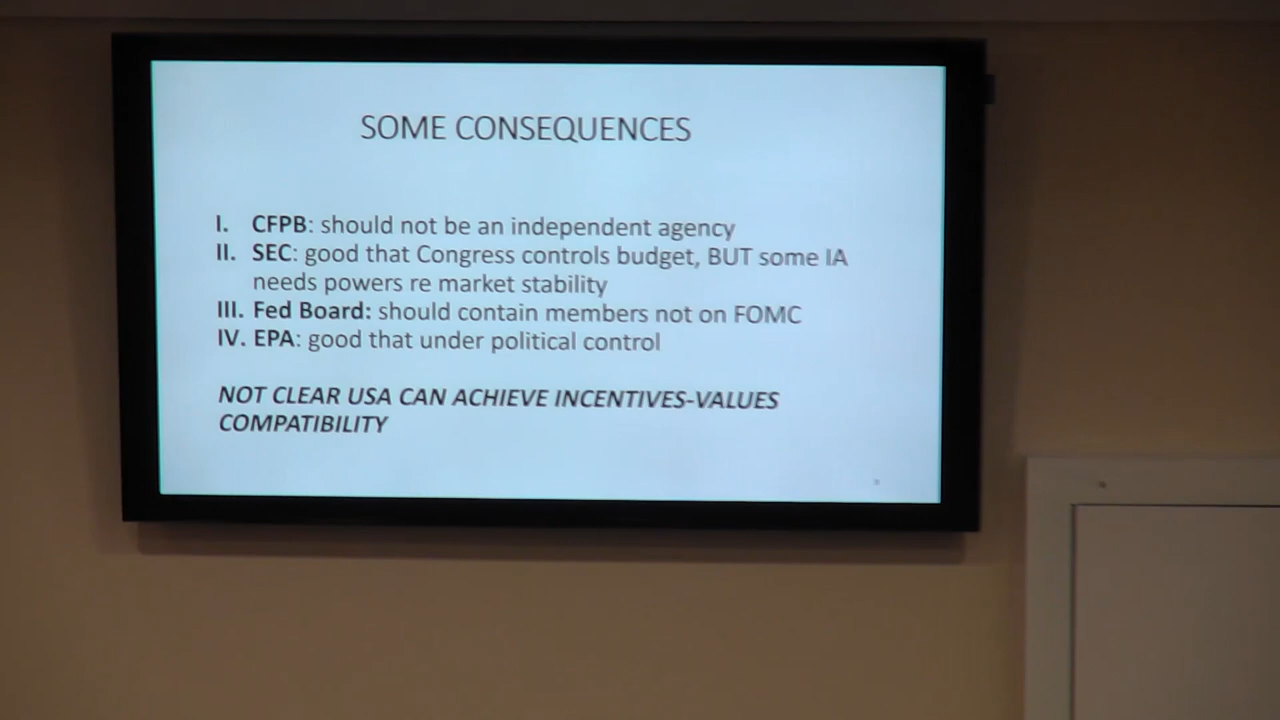 SOME CONSEQUENCES
I. CFPB: should not be an independent agency
II. SEC: good that Congress controls budget, BUT some IA
needs powers re market stability
III. Fed Board: should contain members not on FOMC
IV. EPA: good that under political control
NOT CLEAR USA CAN ACHIEVE INCENTIVES-VALUES
COMPATIBILITY